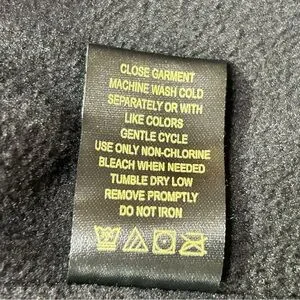 CLOSE GARMENT
MACHINE WASH COLD
SEPARATELY OR WITH
LIKE COLORS
GENTLE CYCLE
USE ONLY NON-CHLORINE
BLEACH WHEN NEEDED
TUMBLE DRY LOW
REMOVE PROMPTLY
DO NOT IRON